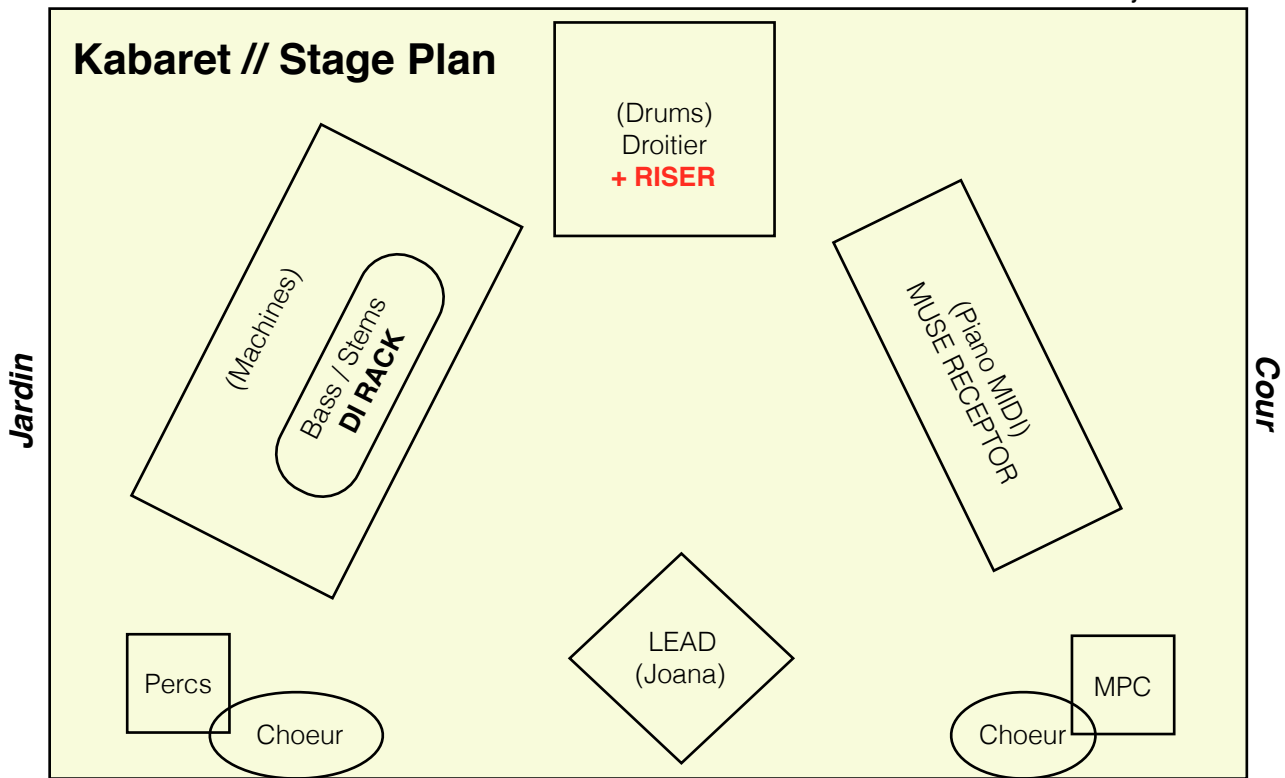 Kabaret // Stage Plan
(Drums)
Droitier
+ RISER
(Machines)
Bass / Stems
DI RACK
(Piano MIDI)
MUSE RECEPTOR
Jardin
Cour
LEAD
(Joana)
Percs
Choeur
Choeur
MPC